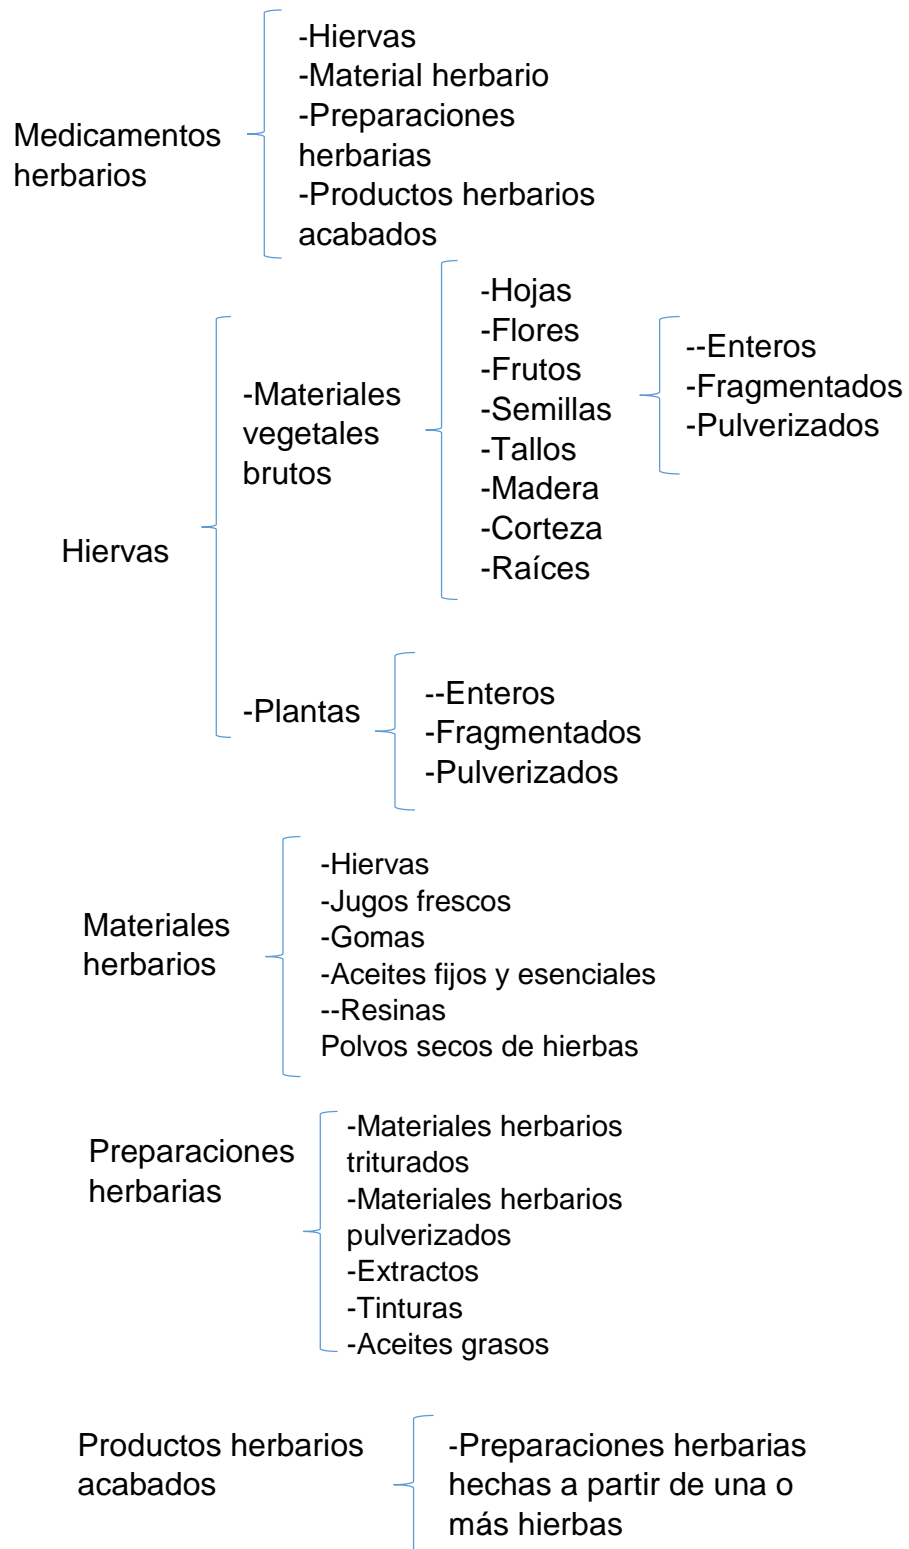 Medicamentos
herbarios
-Hiervas
-Material herbario
-Preparaciones
herbarias
-Productos herbarios
acabados
Hiervas
-Materiales
vegetales
brutos
-Hojas
-Flores
-Frutos
-Semillas
-Tallos
-Madera
-Corteza
-Raíces
--Enteros
-Fragmentados
-Pulverizados
-Plantas
--Enteros
-Fragmentados
-Pulverizados
Materiales
herbarios
-Hiervas
-Jugos frescos
-Gomas
-Aceites fijos y esenciales
--Resinas
Polvos secos de hierbas
Preparaciones
herbarias
-Materiales herbarios
triturados
-Materiales herbarios
pulverizados
-Extractos
-Tinturas
-Aceites grasos
Productos herbarios
acabados
-Preparaciones herbarias
hechas a partir de una o
más hierbas